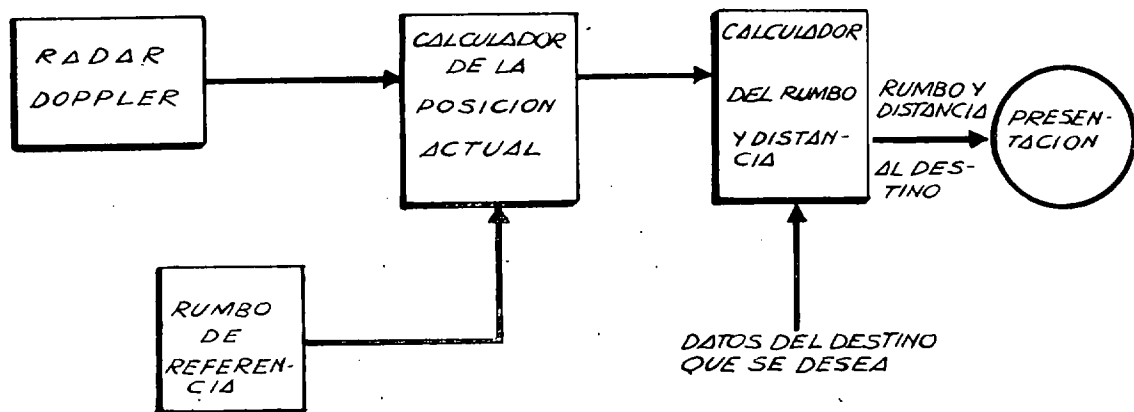 RADAR
DOPPLER
CALCULADOR
DE LA
POSICION
ACTUAL
CALCULADOR
DEL RUMBO
Y DISTAN-
CIA
RUMBO Y
DISTANCIA
AL DES-
TINO
PRESEN-
TACION
RUMBO
DE
REFEREN-
CIA
DATOS DEL DESTINO
QUE SE DESEA